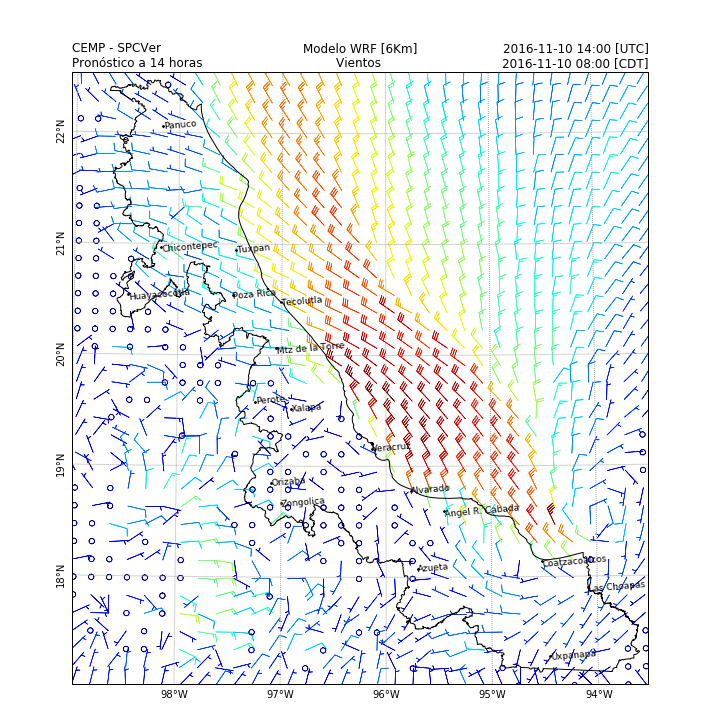 CEMP - SPCVer
Modelo WRF [6Km]
2016-11-10 14:00 [UTC]
Pronóstico a 14 horas
Vientos
2016-11-10 08:00 [CDT]
22°N
Panuco
21°N
Chicontepec
Tuxpan
Huayacocotla
Poza Rica
Tecolutla
20°N
Mtz de la Torre
Perote
Xalapa
19°N
Veracruz
Orizaba
Alvarado
Zongolica
Angel R. Cabada
18°N
Azueta
Coatzacoalcos
Las Choapas
Uxpanapa
98°W
97°W
96°W
95°W
94°W